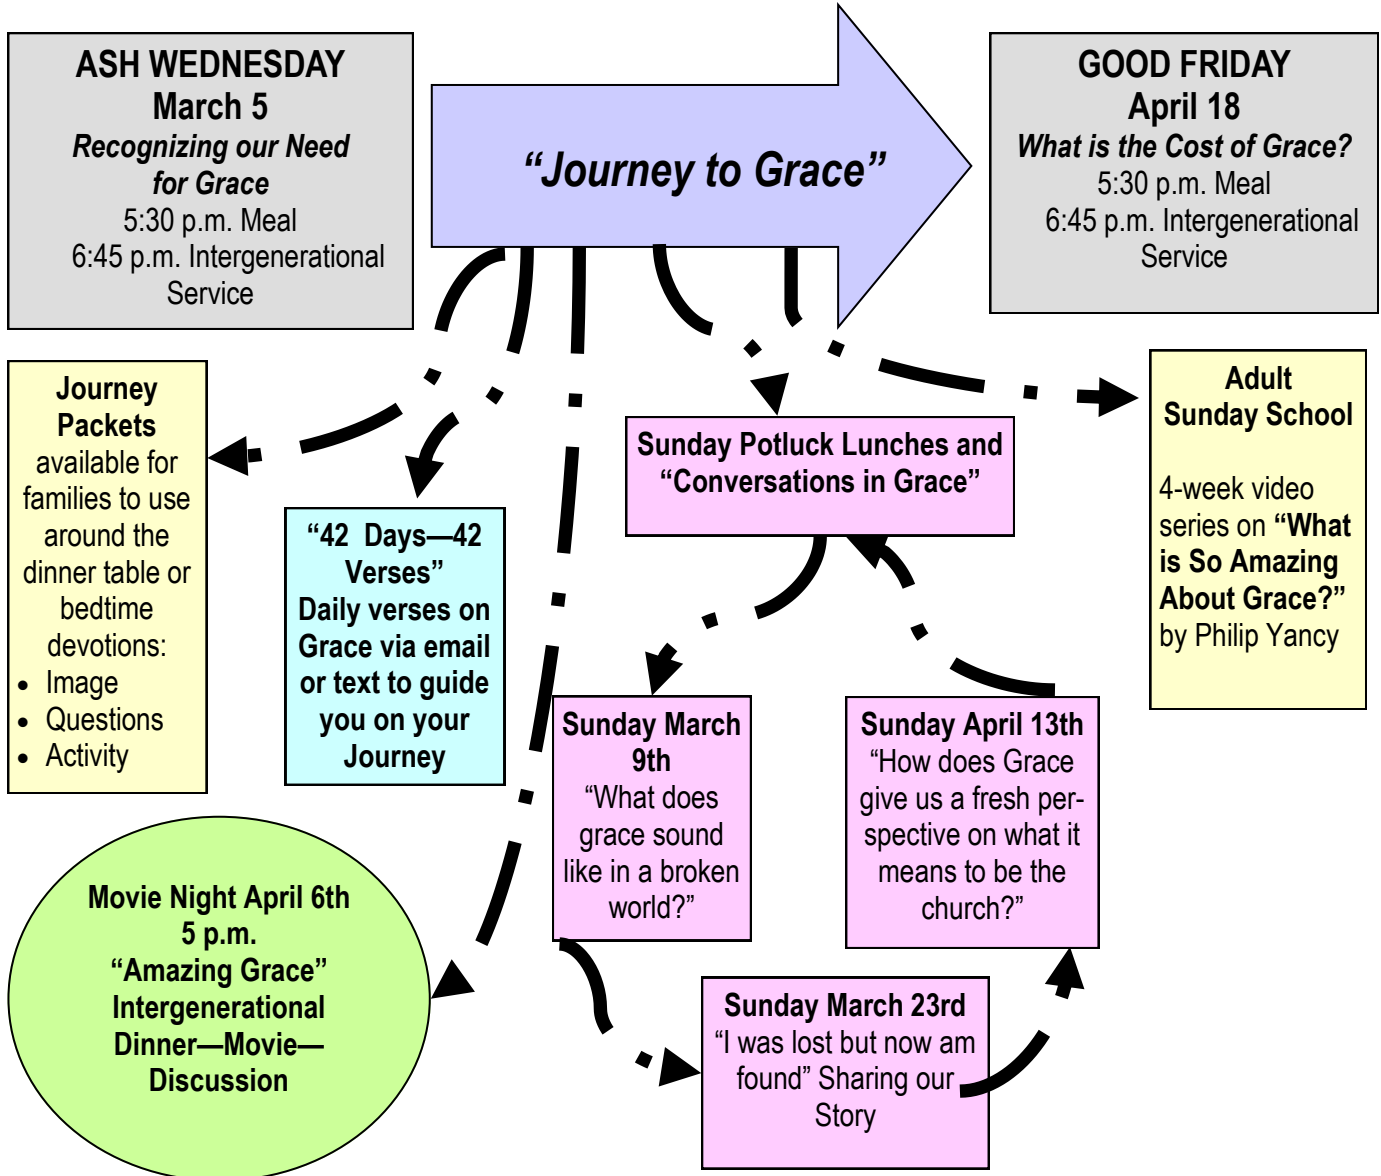 ASH WEDNESDAY
March 5
Recognizing our Need
for Grace
5:30 p.m. Meal
6:45 p.m. Intergenerational
Service
“Journey to Grace”
GOOD FRIDAY
April 18
What is the Cost of Grace?
5:30 p.m. Meal
6:45 p.m. Intergenerational
Service
Journey
Packets
available for
families to use
around the
dinner table or
bedtime
devotions:
• Image
• Questions
• Activity
“42 Days—42
Verses”
Daily verses on
Grace via email
or text to guide
you on your
Journey
Sunday Potluck Lunches and
“Conversations in Grace”
Adult
Sunday School
4-week video
series on “What
is So Amazing
About Grace?”
by Philip Yancy
Sunday March
9th
“What does
grace sound
like in a broken
world?”
Sunday April 13th
“How does Grace
give us a fresh per-
spective on what it
means to be the
church?”
Movie Night April 6th
5 p.m.
“Amazing Grace”
Intergenerational
Dinner—Movie—
Discussion
Sunday March 23rd
“I was lost but now am
found” Sharing our
Story